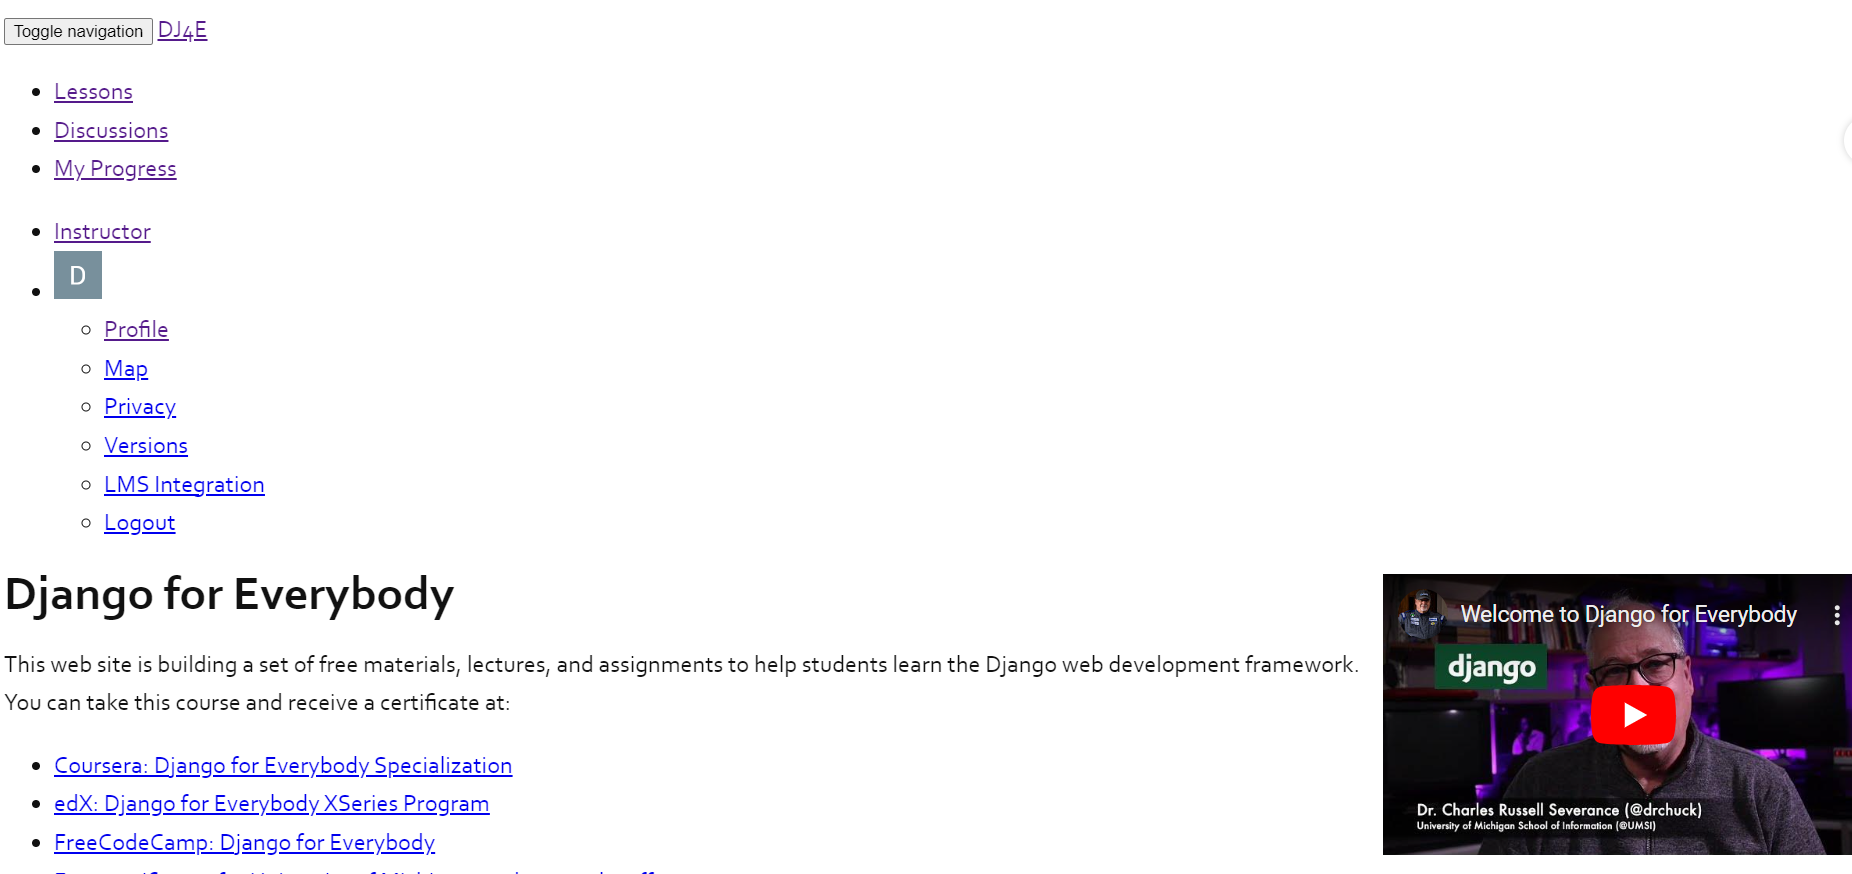 Toggle navigation DJ4E
Lessons
Discussions
My Progress
Instructor
D
Profile
Map
Privacy
Versions
LMS Integration
Logout
Django for Everybody
This web site is building a set of free materials, lectures, and assignments to help students learn the Django web development framework.
You can take this course and receive a certificate at:
Coursera: Django for Everybody Specialization
edX: Django for Everybody XSeries Program
FreeCodeCamp: Django for Everybody
Welcome to Django for Everybody
django
Dr. Charles Russell Severance (@drchuck)
University of Michigan School of Information (@UMSI)